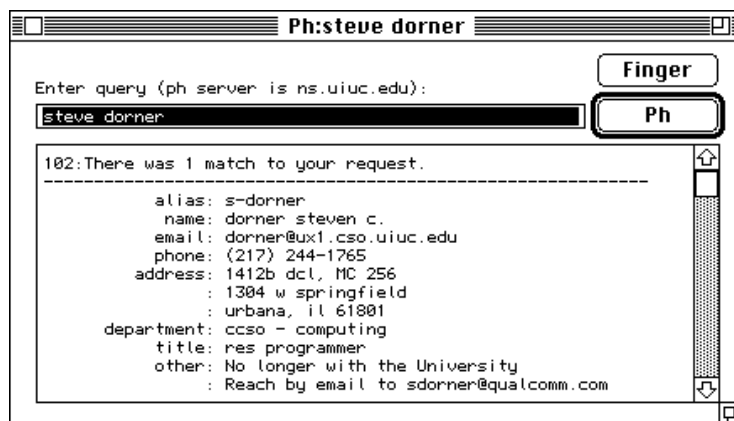 Ph:steve dorner
Finger
Enter query (ph server is ns.uiuc.edu):
steve dorner
Ph
102:There was 1 match to your request.
-----------------------------------------------------------------
alias: s-dorner
name: dorner steven c.
email: dorner@ux1.cso.uiuc.edu
phone: (217) 244-1765
address: 1412b dcl, MC 256
: 1304 w springfield
: urbana, il 61801
department: ccso - computing
title: res programmer
other: No longer with the University
: Reach by email to sdorner@qualcomm.com